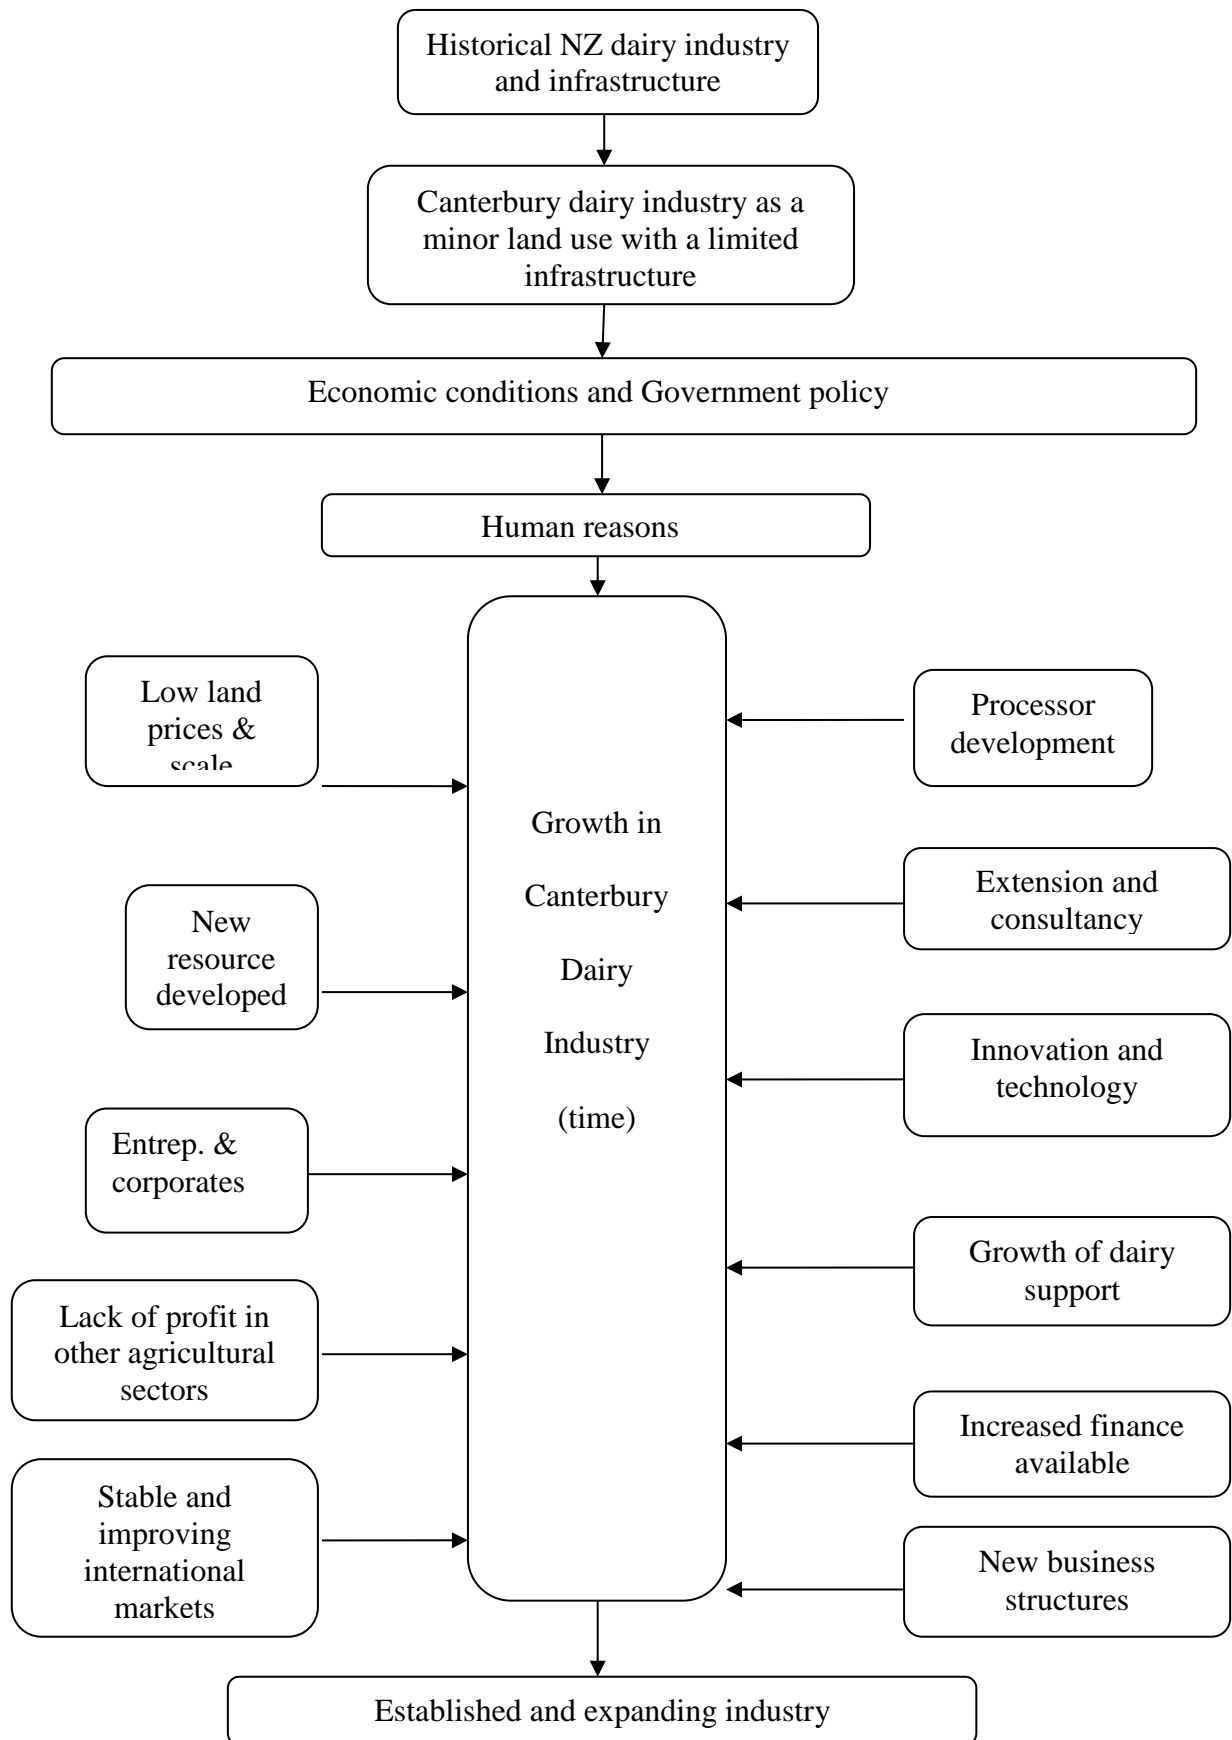 Historical NZ dairy industry
and infrastructure
Canterbury dairy industry as a
minor land use with a limited
infrastructure
Economic conditions and Government policy
Human reasons
Low land
prices &
scale
Processor
development
Growth in
Canterbury
Dairy
Industry
(time)
Extension and
consultancy
New
resource
developed
Innovation and
technology
Entrep. &
corporates
Growth of dairy
support
Lack of profit in
other agricultural
sectors
Increased finance
available
Stable and
improving
international
markets
New business
structures
Established and expanding industry